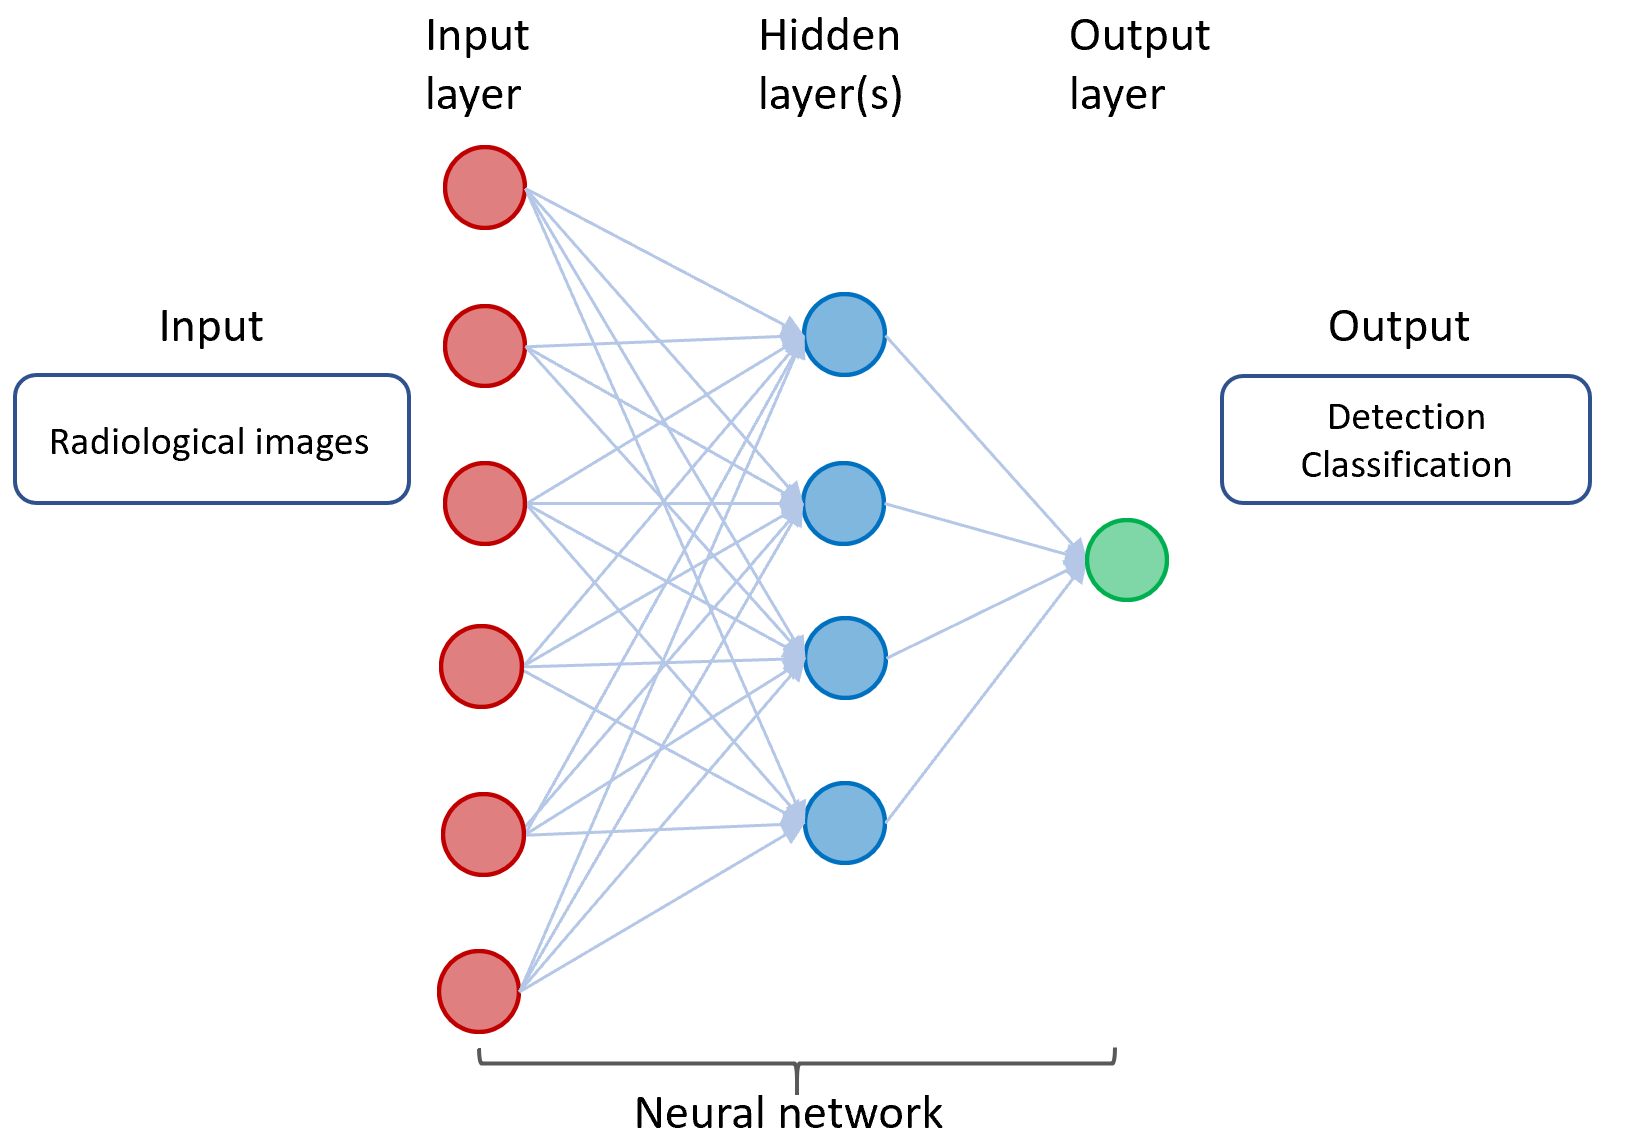 Input
layer
Hidden
layer(s)
Output
layer
Input
Radiological images
Output
Detection
Classification
Neural network